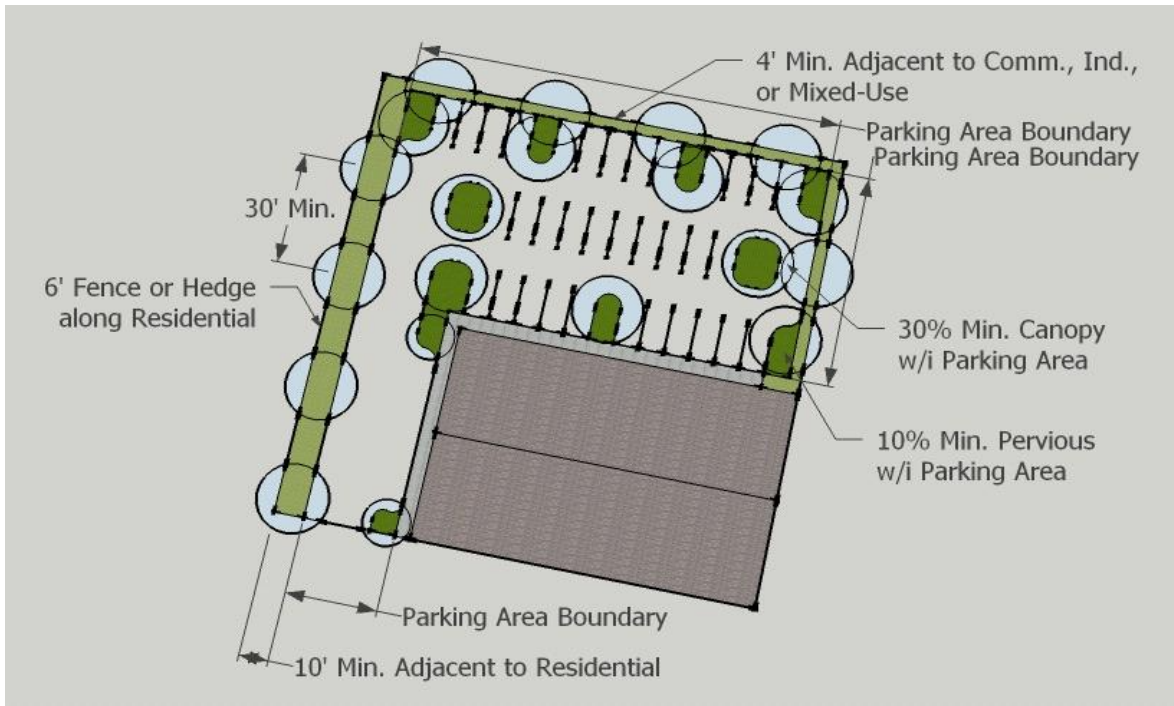 4' Min. Adjacent to Comm., Ind.,
or Mixed-Use
Parking Area Boundary
Parking Area Boundary
30' Min.
6' Fence or Hedge
along Residential
30% Min. Canopy
w/i Parking Area
10% Min. Pervious
w/i Parking Area
Parking Area Boundary
10' Min. Adjacent to Residential